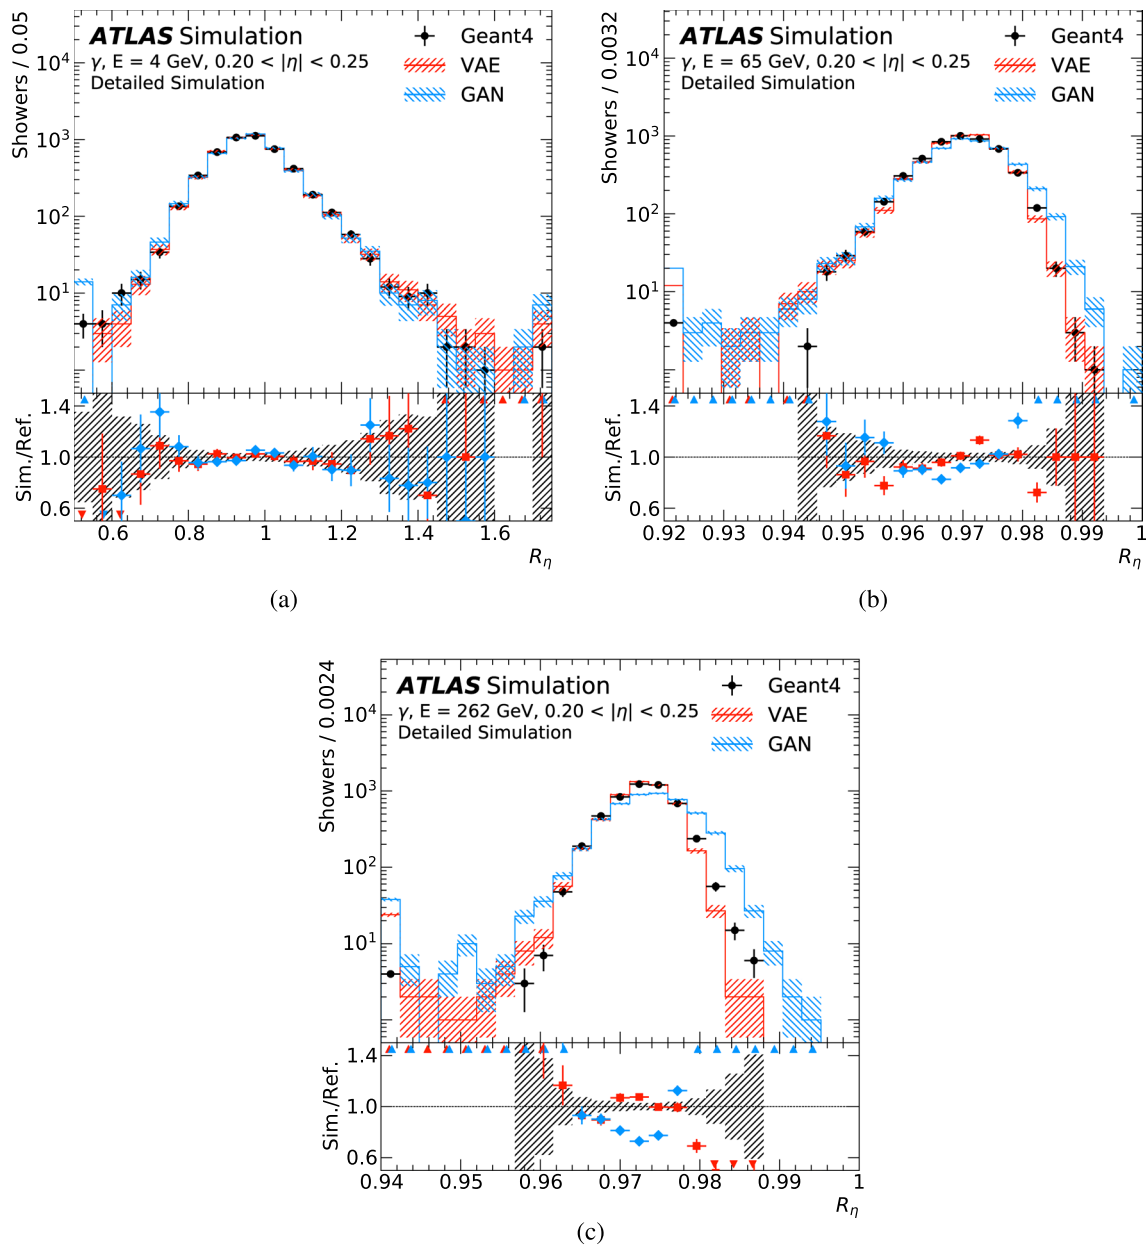 ATLAS Simulation
γ, E = 4 GeV, 0.20 < |η| < 0.25
Detailed Simulation
Geant4
VAE
GAN
Showers / 0.05
10⁴
10³
10²
10¹
Sim./Ref.
1.4
1.0
0.6
0.6 0.8 1 1.2 1.4 1.6
Rη
(a)
ATLAS Simulation
γ, E = 65 GeV, 0.20 < |η| < 0.25
Detailed Simulation
Geant4
VAE
GAN
Showers / 0.0032
10⁴
10³
10²
10¹
Sim./Ref.
1.4
1.0
0.6
0.92 0.93 0.94 0.95 0.96 0.97 0.98 0.99 1
Rη
(b)
ATLAS Simulation
γ, E = 262 GeV, 0.20 < |η| < 0.25
Detailed Simulation
Geant4
VAE
GAN
Showers / 0.0024
10⁴
10³
10²
10¹
Sim./Ref.
1.4
1.0
0.6
0.94 0.95 0.96 0.97 0.98 0.99 1
Rη
(c)